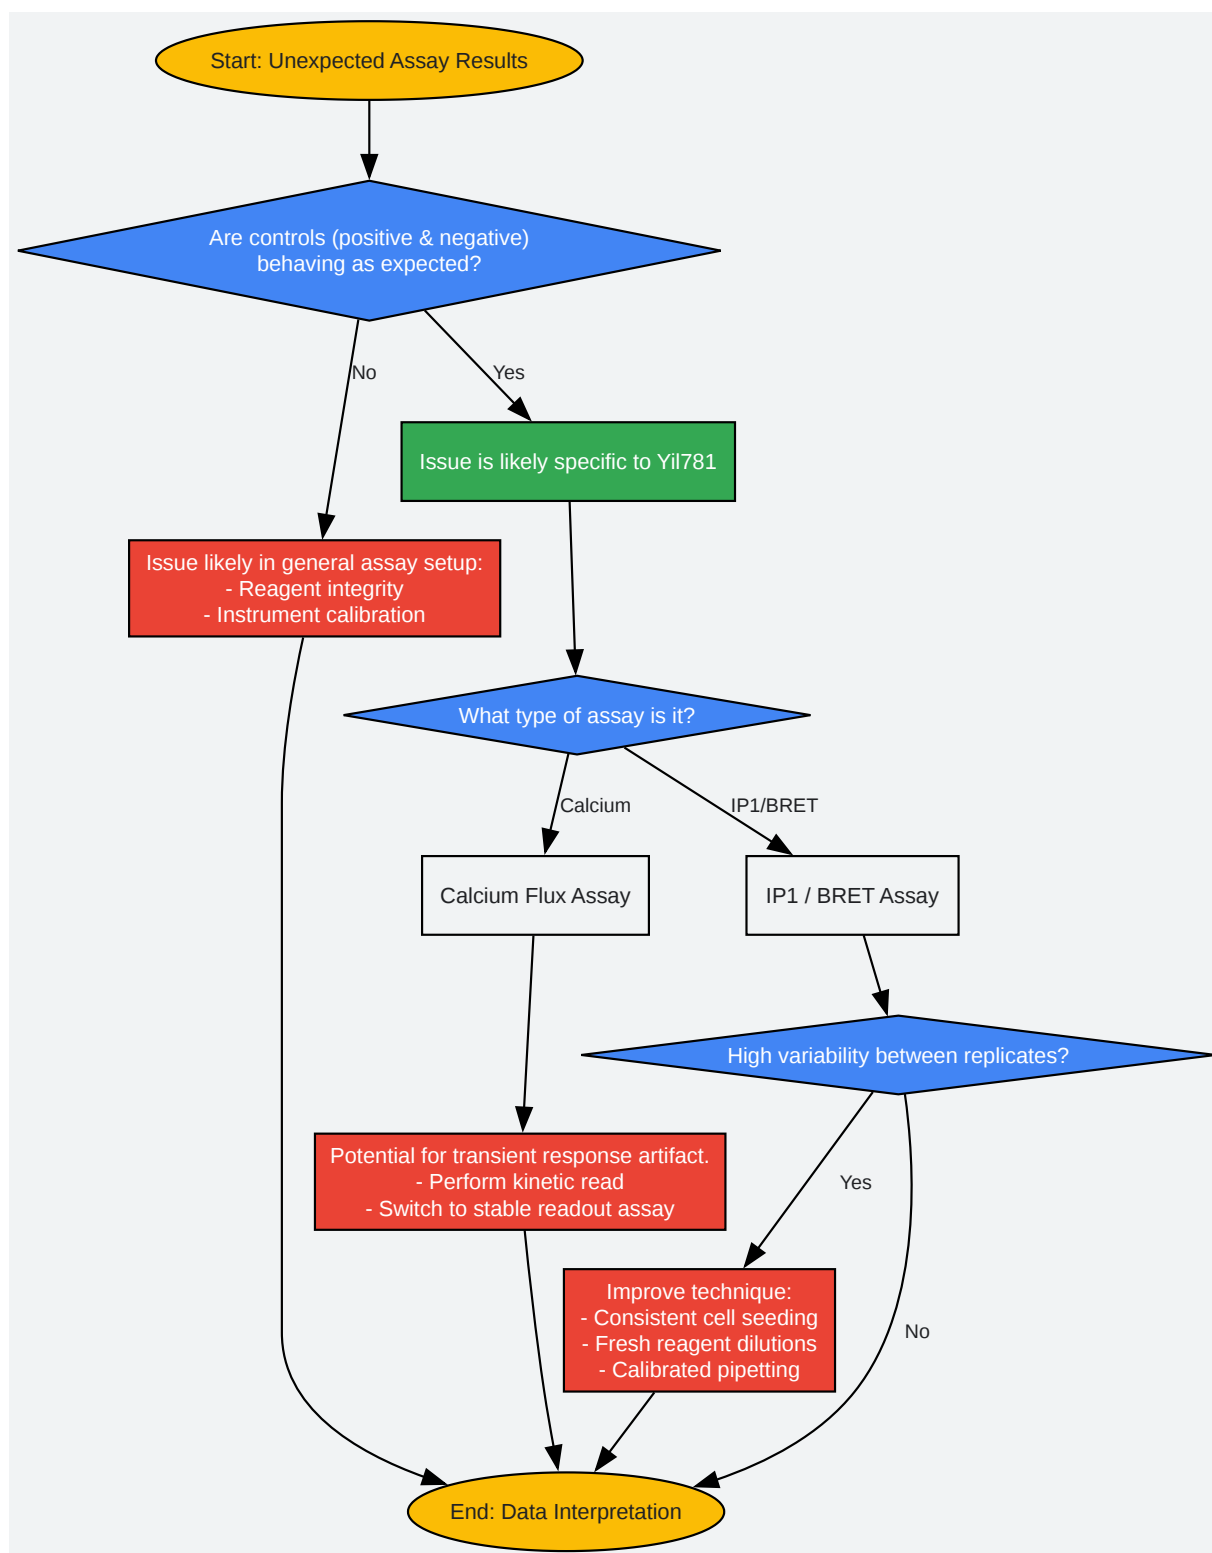 Start: Unexpected Assay Results
Are controls (positive & negative)
behaving as expected?
No
Yes
Issue is likely specific to Yil781
Issue likely in general assay setup:
- Reagent integrity
- Instrument calibration
What type of assay is it?
Calcium
IP1/BRET
Calcium Flux Assay
IP1 / BRET Assay
High variability between replicates?
Potential for transient response artifact.
- Perform kinetic read
- Switch to stable readout assay
Yes
Improve technique:
- Consistent cell seeding
- Fresh reagent dilutions
- Calibrated pipetting
No
End: Data Interpretation